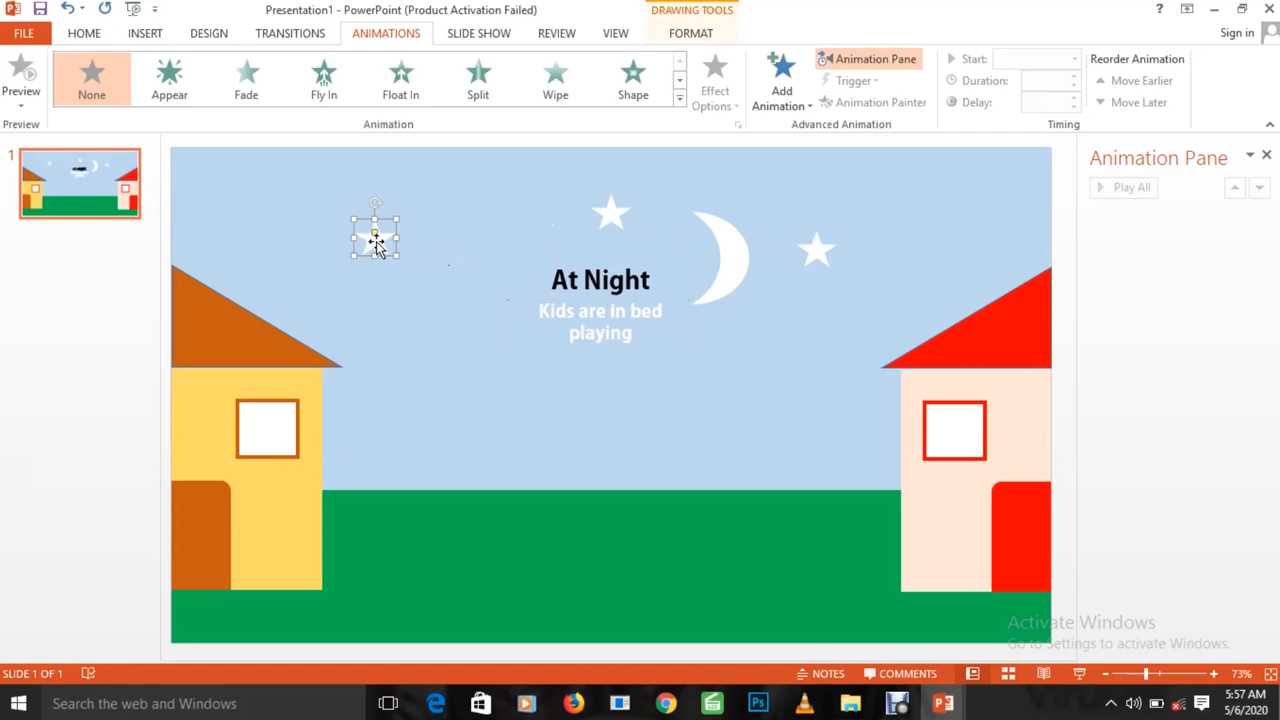 Presentation1 - PowerPoint (Product Activation Failed)
DRAWING TOOLS
?
FILE
HOME
INSERT
DESIGN
TRANSITIONS
ANIMATIONS
SLIDE SHOW
REVIEW
VIEW
FORMAT
Sign in
Preview
None
Appear
Fade
Fly In
Float In
Split
Wipe
Shape
Effect
Options
Add
Animation
Animation Pane
Trigger
Animation Painter
Start:
Duration:
Delay:
Reorder Animation
Move Earlier
Move Later
Preview
Animation
Advanced Animation
Timing
1
At Night
Kids are in bed
playing
Animation Pane
Play All
Activate Windows
Go to Settings to activate Windows.
SLIDE 1 OF 1
NOTES
COMMENTS
73%
Search the web and Windows
Ps
5:57 AM
5/6/2020